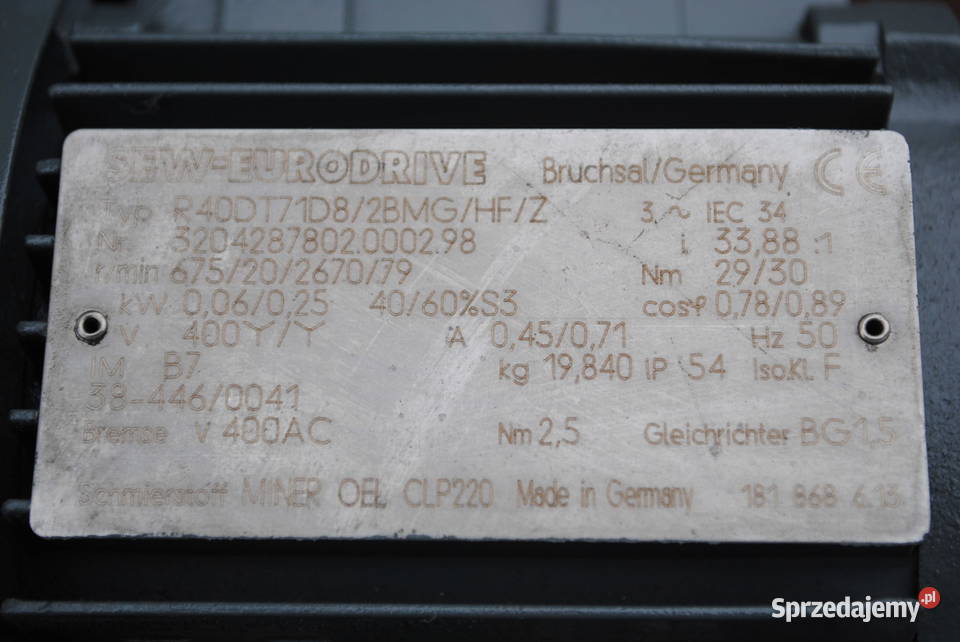 SEW-EURODRIVE Bruchsal/Germany CE
Typ R40DT71D8/2BMG/HF/Z 3 ~ IEC 34
Nr. 3204287802.0002.98 i 33,88 :1
r/min 675/20/2670/79 Nm 29/30
kW 0,06/0,25 40/60%S3 cosφ 0,78/0,89
V 400Y/Y A 0,45/0,71 Hz 50
IM B7 kg 19,840 IP 54 Iso.Kl. F
38-446/0041
Bremse V 400AC Nm 2,5 Gleichrichter BG1,5
Schmierstoff MINER OEL CLP220 Made in Germany 181 868 6.13
Sprzedajemy.pl